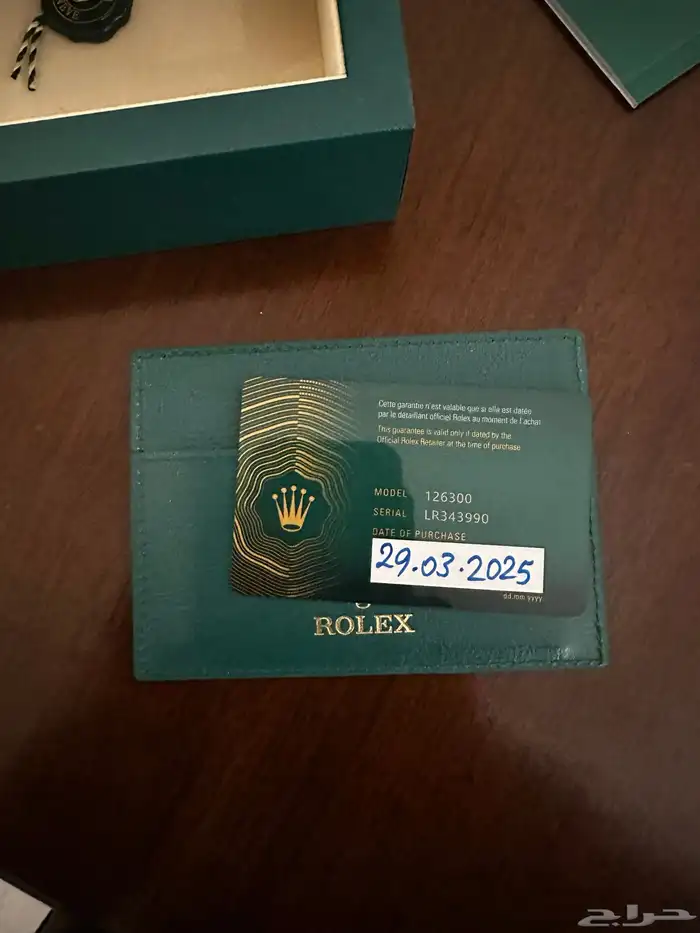 Cette garantie n'est valable que si elle est datée
par le détaillant officiel Rolex au moment de l'achat
This guarantee is valid only if dated by the
Official Rolex Retailer at the time of purchase
MODEL 126300
SERIAL LR343990
DATE OF PURCHASE
29.03.2025
dd.mm.yyyy
ROLEX
حراج